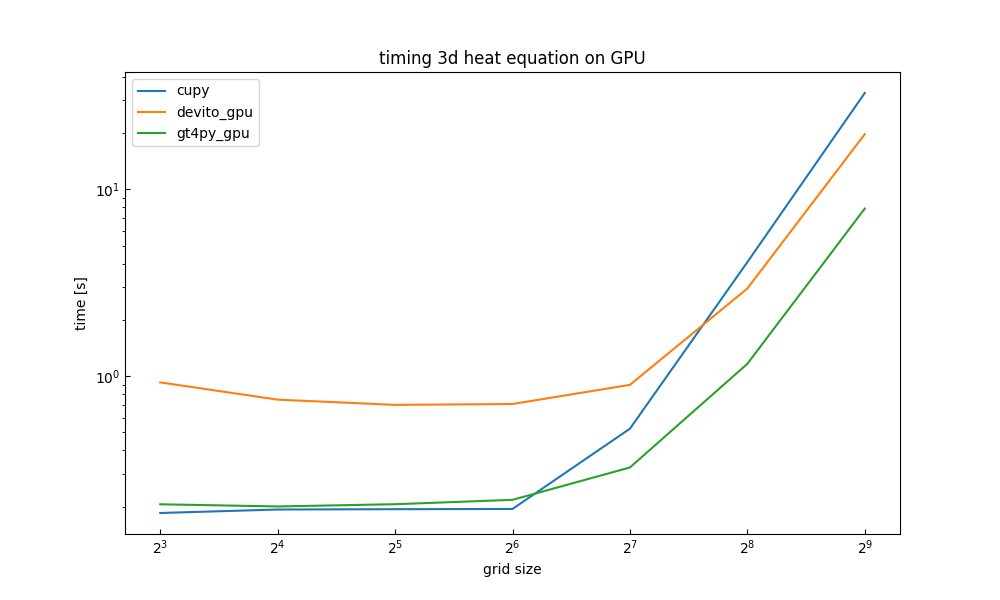 timing 3d heat equation on GPU
cupy
devito_gpu
gt4py_gpu
10¹
10⁰
time [s]
2³ 2⁴ 2⁵ 2⁶ 2⁷ 2⁸ 2⁹
grid size